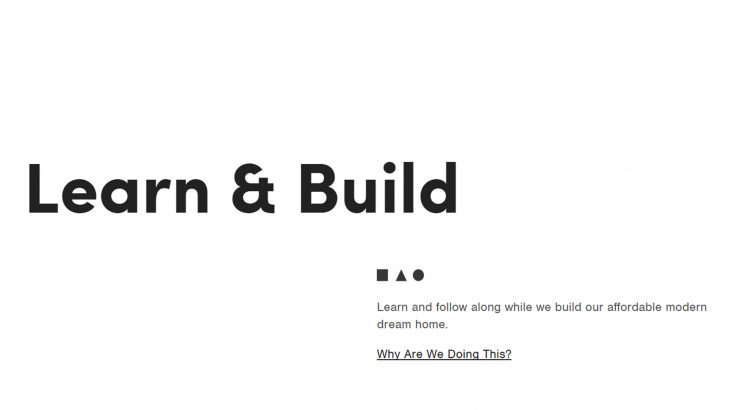 Learn & Build
Learn and follow along while we build our affordable modern
dream home.
Why Are We Doing This?